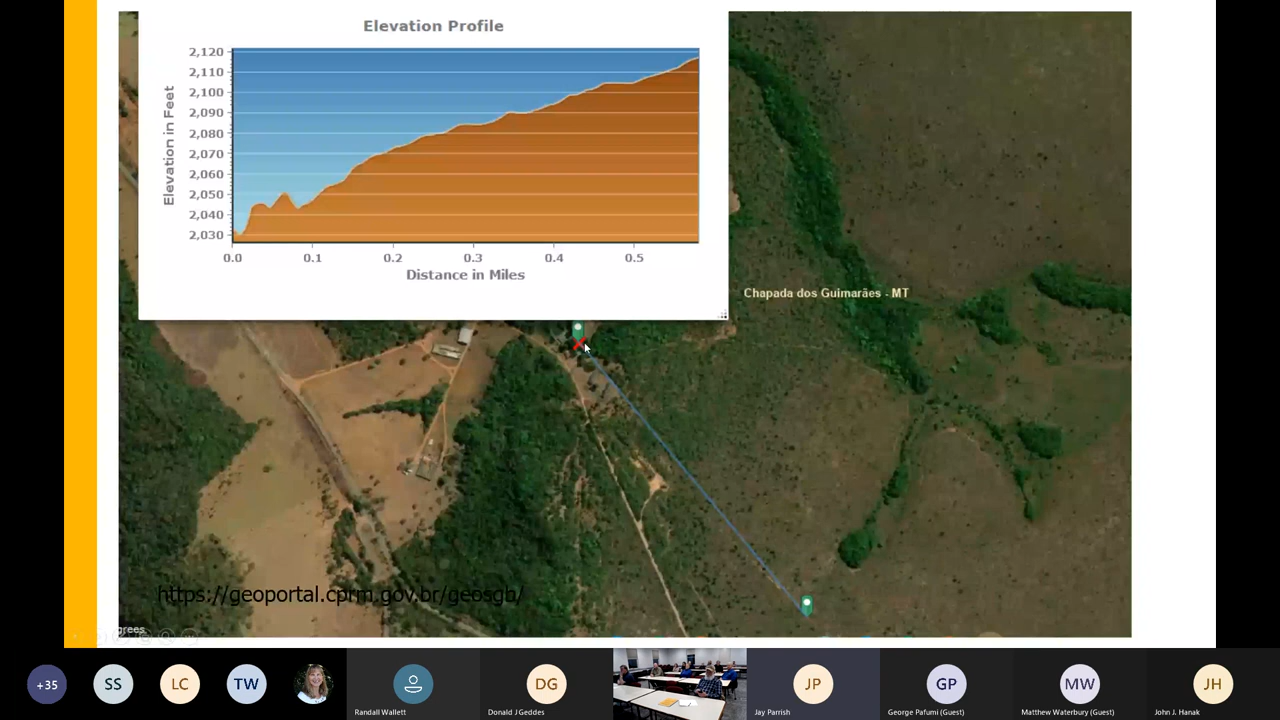 Elevation Profile
2,120
2,110
2,100
2,090
2,080
2,070
2,060
2,050
2,040
2,030
Elevation in Feet
0.0 0.1 0.2 0.3 0.4 0.5
Distance in Miles
Chapada dos Guimarães - MT
https://geoportal.cprm.gov.br/geosgb/
grees
+35 SS LC TW DG JP GP MW JH
Randall Wallett Donald J Geddes Jay Parrish George Pafumi (Guest) Matthew Waterbury (Guest) John J. Hanak